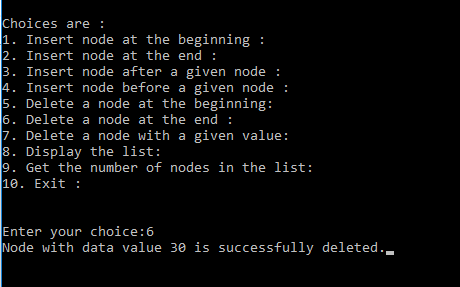 Choices are :
1. Insert node at the beginning :
2. Insert node at the end :
3. Insert node after a given node :
4. Insert node before a given node :
5. Delete a node at the beginning:
6. Delete a node at the end :
7. Delete a node with a given value:
8. Display the list:
9. Get the number of nodes in the list:
10. Exit :
Enter your choice:6
Node with data value 30 is successfully deleted.